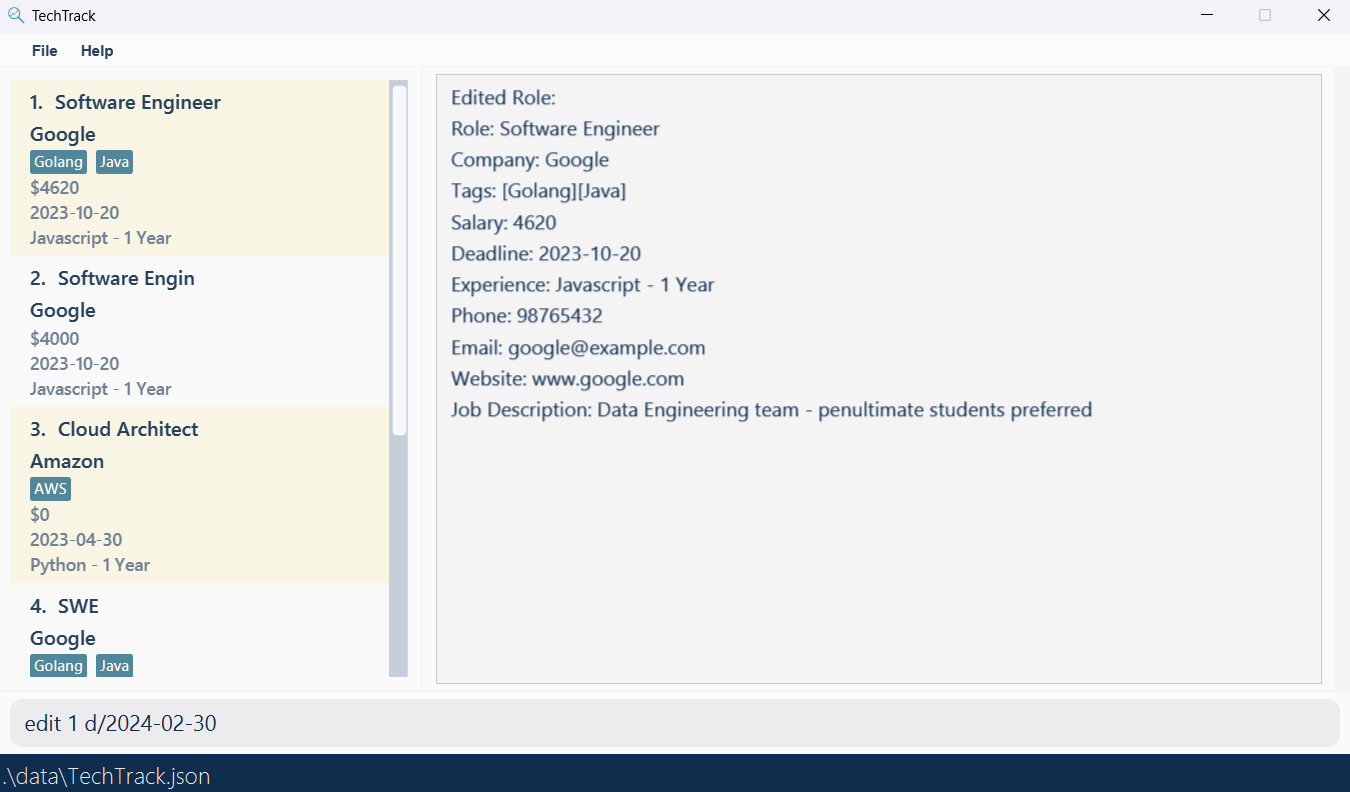 TechTrack
File Help
1. Software Engineer
Google
Golang Java
$4620
2023-10-20
Javascript - 1 Year
2. Software Engin
Google
$4000
2023-10-20
Javascript - 1 Year
3. Cloud Architect
Amazon
AWS
$0
2023-04-30
Python - 1 Year
4. SWE
Google
Golang Java
Edited Role:
Role: Software Engineer
Company: Google
Tags: [Golang][Java]
Salary: 4620
Deadline: 2023-10-20
Experience: Javascript - 1 Year
Phone: 98765432
Email: google@example.com
Website: www.google.com
Job Description: Data Engineering team - penultimate students preferred
edit 1 d/2024-02-30
.\data\TechTrack.json